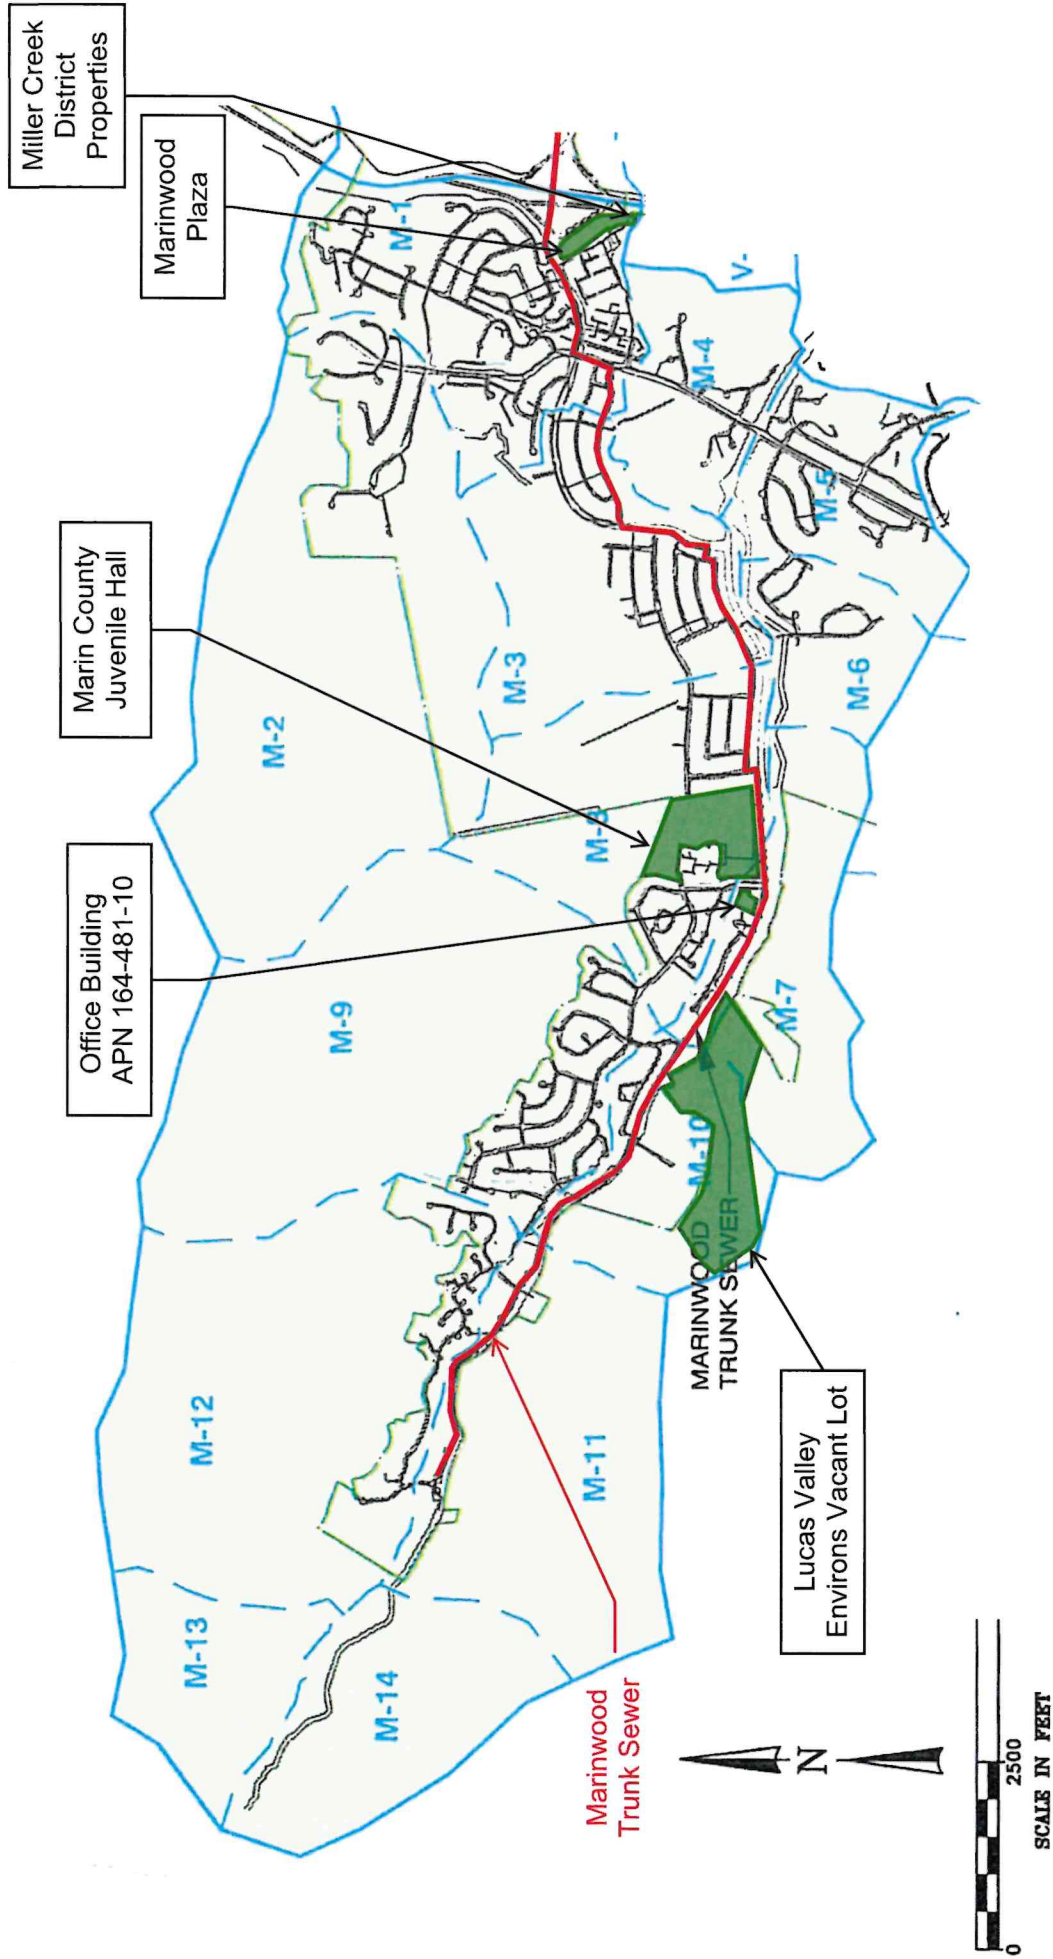 Miller Creek
District
Properties
Marinwood
Plaza
Marin County
Juvenile Hall
Office Building
APN 164-481-10
M-1
M-2
M-3
M-4
V-
M-5
M-6
M-8
M-7
M-9
M-10
MARINWOOD
TRUNK SEWER
M-12
M-11
M-13
M-14
Lucas Valley
Environs Vacant Lot
Marinwood
Trunk Sewer
N
0
2500
SCALE IN FEET